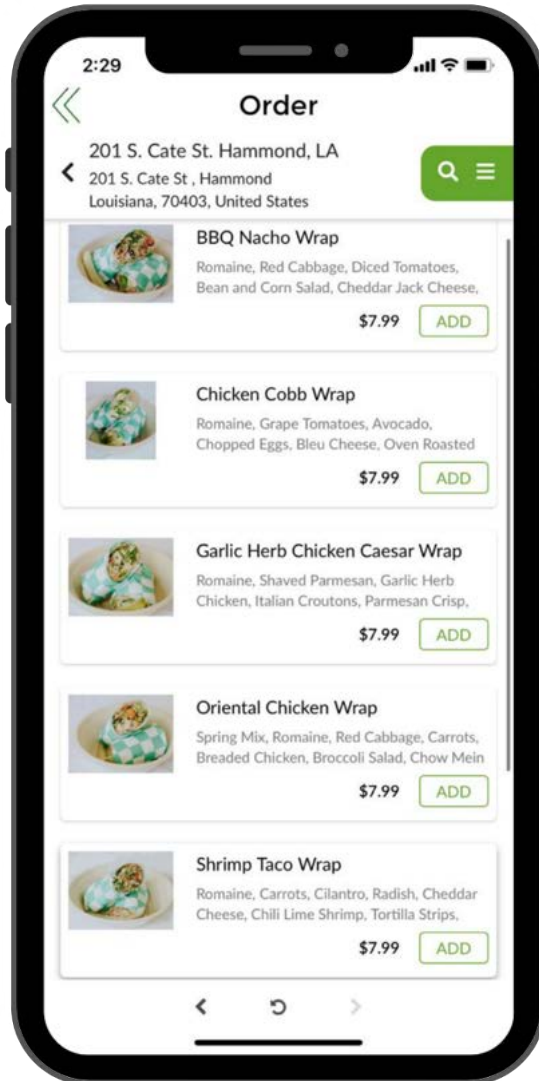 2:29
Order
201 S. Cate St. Hammond, LA
201 S. Cate St , Hammond
Louisiana, 70403, United States
BBQ Nacho Wrap
Romaine, Red Cabbage, Diced Tomatoes,
Bean and Corn Salad, Cheddar Jack Cheese,
$7.99 ADD
Chicken Cobb Wrap
Romaine, Grape Tomatoes, Avocado,
Chopped Eggs, Bleu Cheese, Oven Roasted
$7.99 ADD
Garlic Herb Chicken Caesar Wrap
Romaine, Shaved Parmesan, Garlic Herb
Chicken, Italian Croutons, Parmesan Crisp,
$7.99 ADD
Oriental Chicken Wrap
Spring Mix, Romaine, Red Cabbage, Carrots,
Breaded Chicken, Broccoli Salad, Chow Mein
$7.99 ADD
Shrimp Taco Wrap
Romaine, Carrots, Cilantro, Radish, Cheddar
Cheese, Chili Lime Shrimp, Tortilla Strips,
$7.99 ADD